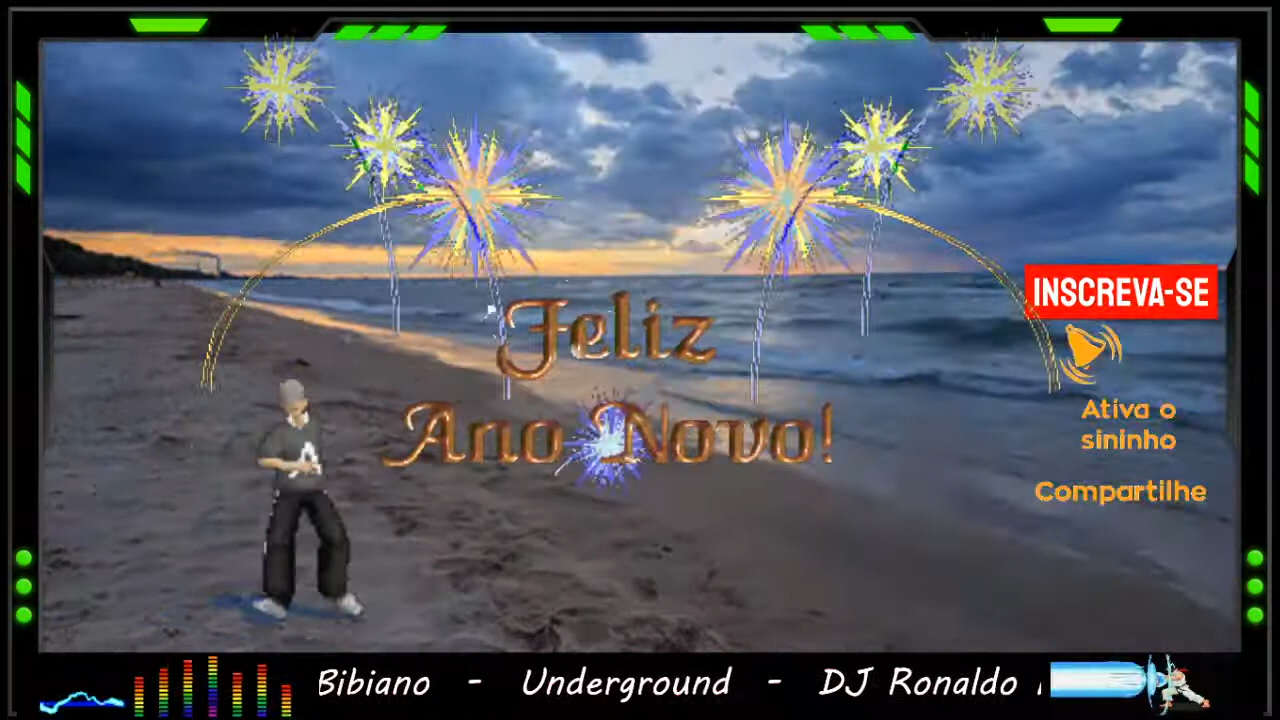 INSCREVA-SE
Feliz
Ano Novo!
Ativa o
sininho
Compartilhe
A
Bibiano - Underground - DJ Ronaldo